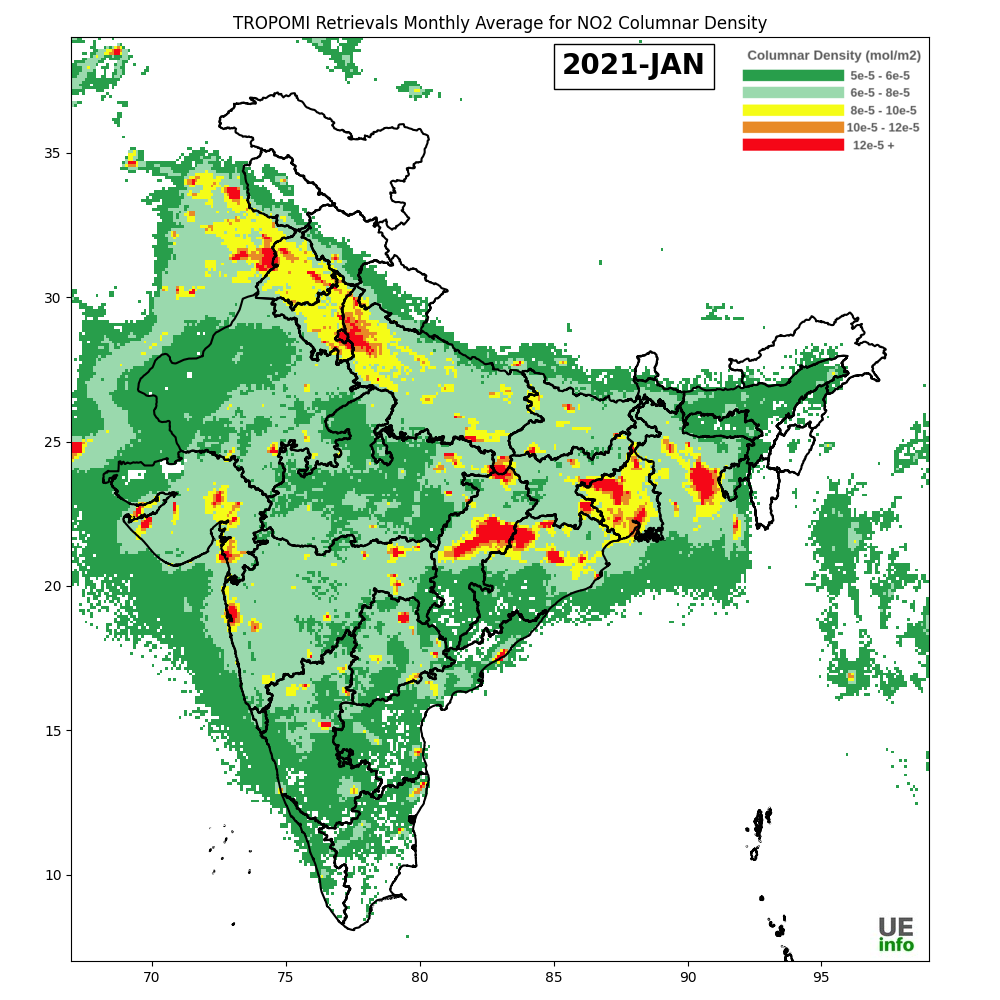 TROPOMI Retrievals Monthly Average for NO2 Columnar Density
2021-JAN
Columnar Density (mol/m2)
5e-5 - 6e-5
6e-5 - 8e-5
8e-5 - 10e-5
10e-5 - 12e-5
12e-5 +
35
30
25
20
15
10
70
75
80
85
90
95
UE
info